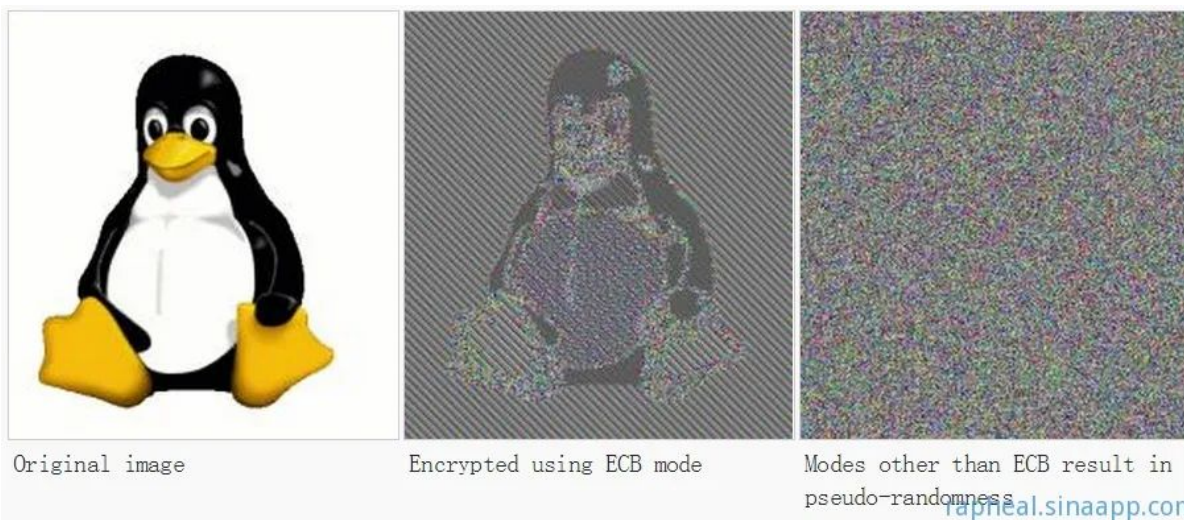 Original image
Encrypted using ECB mode
Modes other than ECB result in
pseudo-randomness
rapheal.sinaapp.com